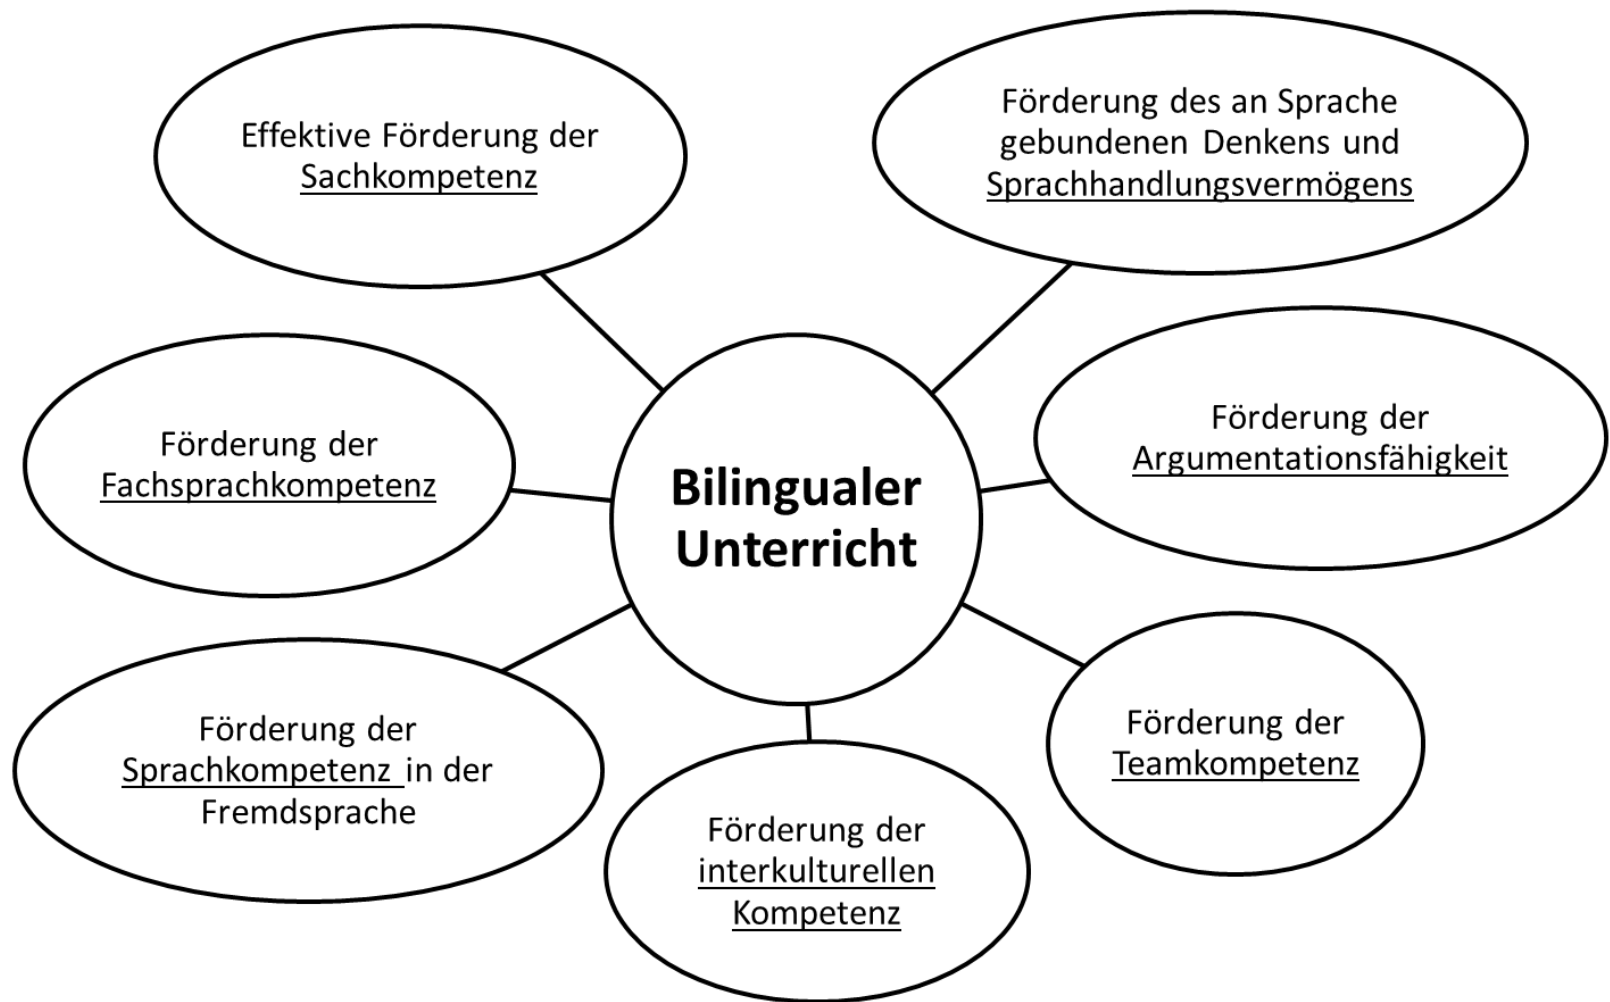 Effektive Förderung der
Sachkompetenz
Förderung des an Sprache
gebundenen Denkens und
Sprachhandlungsvermögens
Förderung der
Fachsprachkompetenz
Bilingualer
Unterricht
Förderung der
Argumentationsfähigkeit
Förderung der
Sprachkompetenz in der
Fremdsprache
Förderung der
interkulturellen
Kompetenz
Förderung der
Teamkompetenz